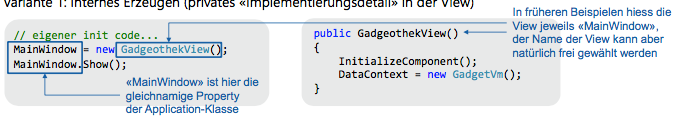 Variante 1: Internes Erzeugen (privates «Implementierungsdetail» in der View)
// eigener init code...
MainWindow = new GadgeothekView();
MainWindow.Show();
«MainWindow» ist hier die
gleichnamige Property
der Application-Klasse
public GadgeothekView()
{
InitializeComponent();
DataContext = new GadgetVm();
}
In früheren Beispielen hiess die
View jeweils «MainWindow»,
der Name der View kann aber
natürlich frei gewählt werden